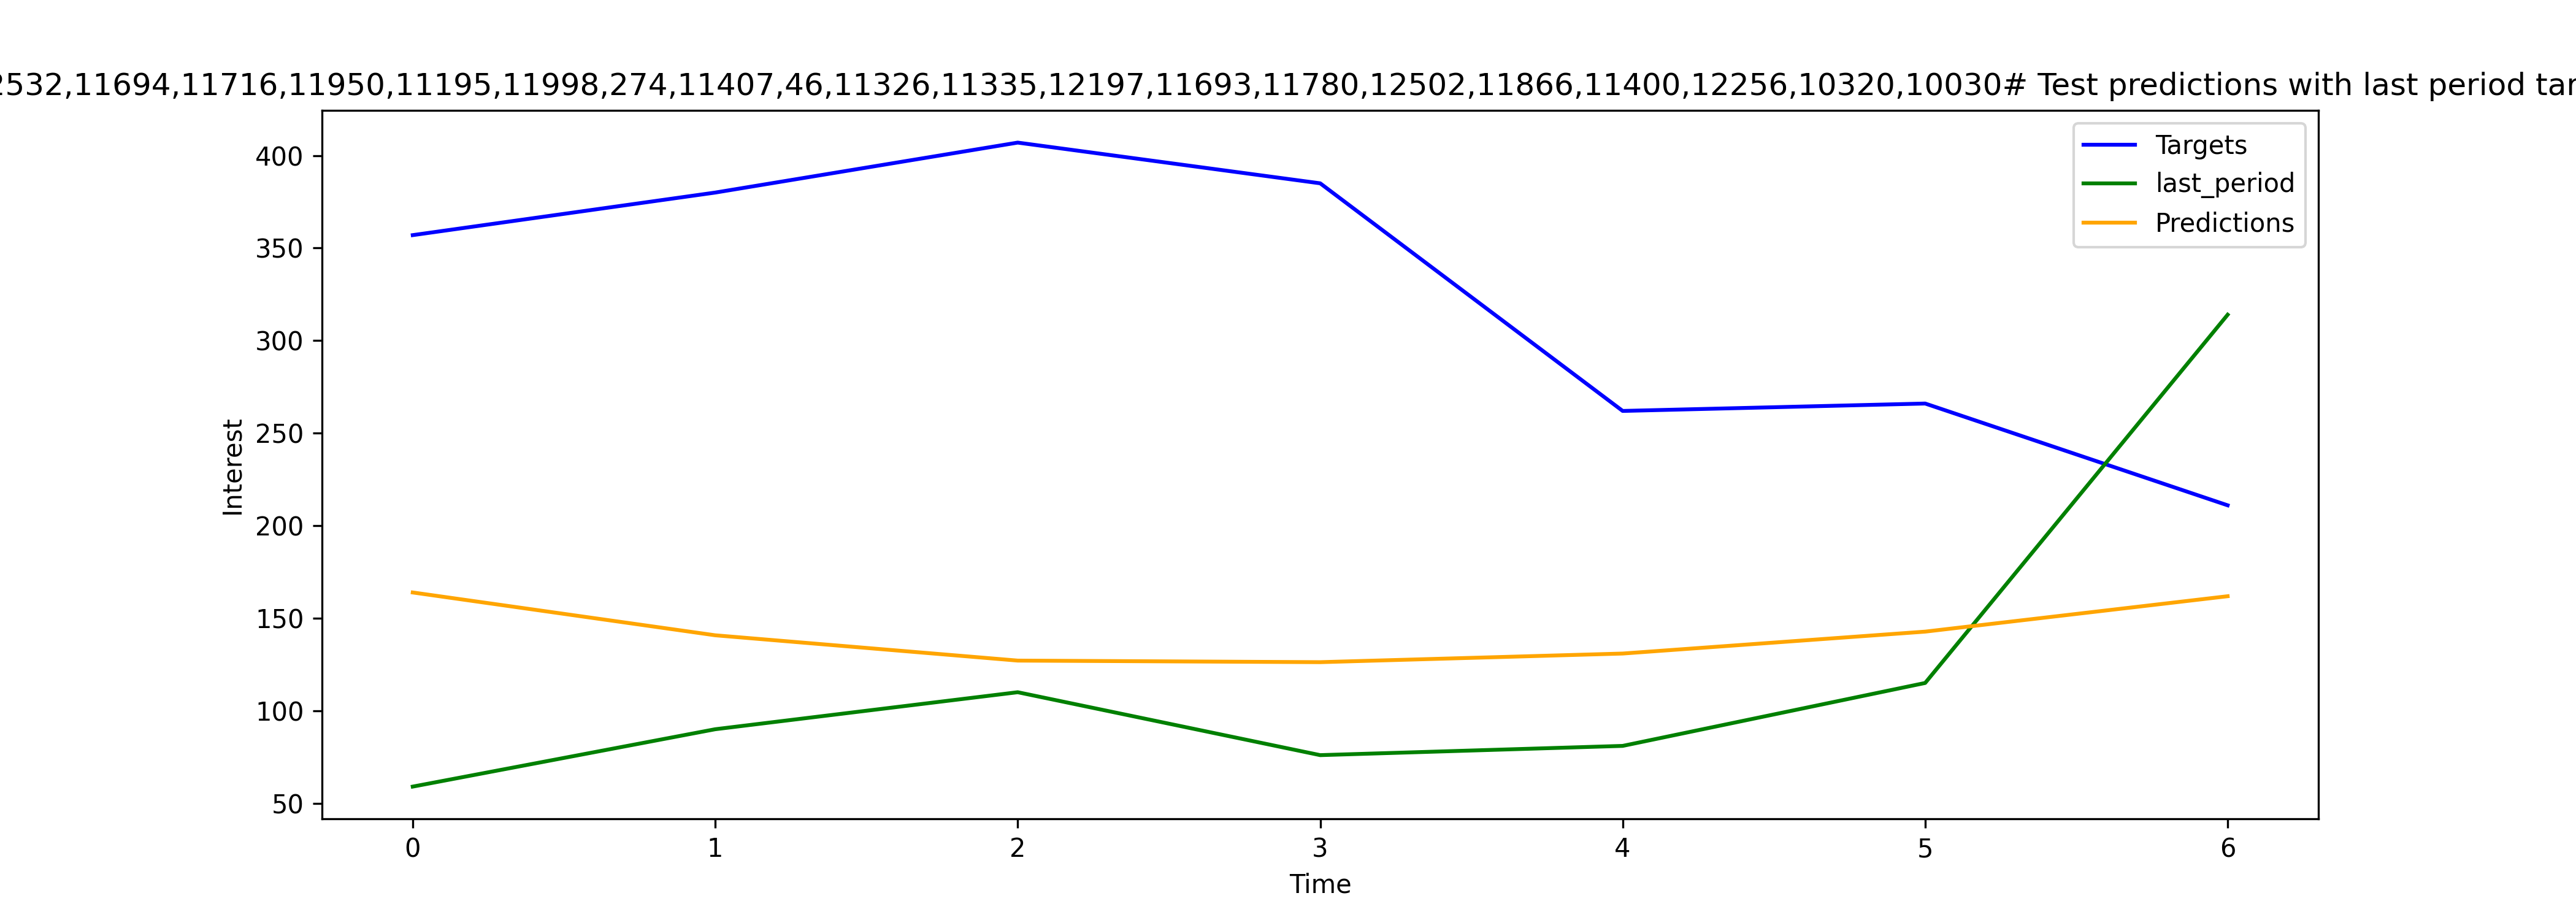 2532,11694,11716,11950,11195,11998,274,11407,46,11326,11335,12197,11693,11780,12502,11866,11400,12256,10320,10030# Test predictions with last period tar
Targets
last_period
Predictions
400
350
300
250
200
150
100
50
Interest
0 1 2 3 4 5 6
Time